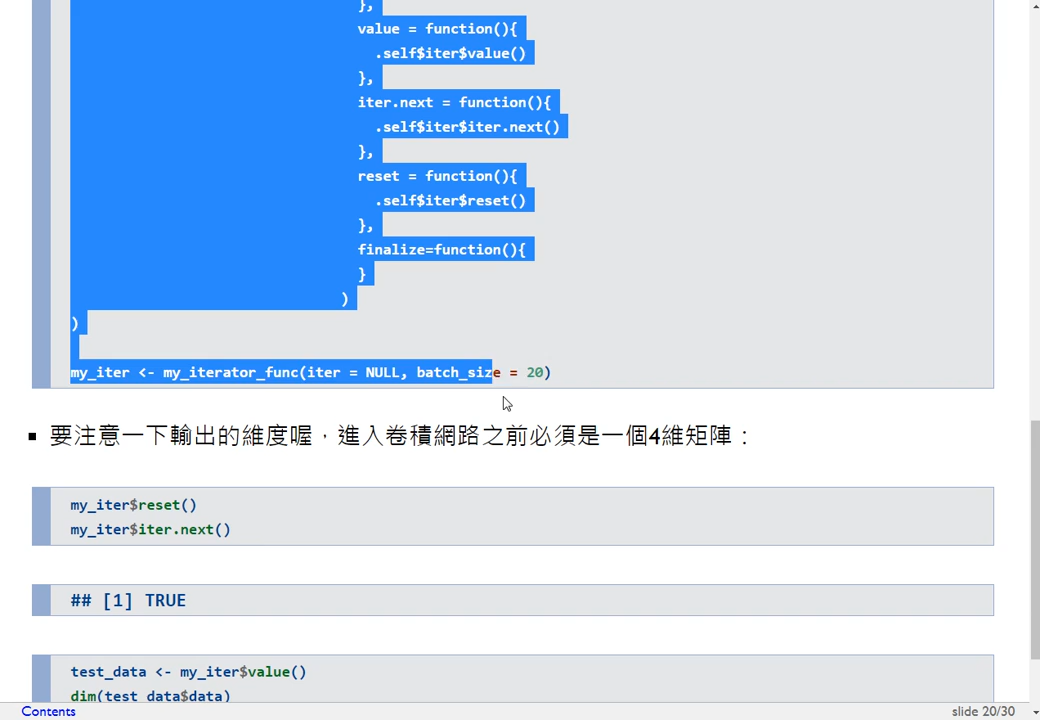 },
value = function(){
.self$iter$value()
},
iter.next = function(){
.self$iter$iter.next()
},
reset = function(){
.self$iter$reset()
},
finalize=function(){
}
)
)
my_iter <- my_iterator_func(iter = NULL, batch_size = 20)
要注意一下輸出的維度喔，進入卷積網路之前必須是一個4維矩陣：
my_iter$reset()
my_iter$iter.next()
## [1] TRUE
test_data <- my_iter$value()
dim(test_data$data)
Contents
slide 20/30